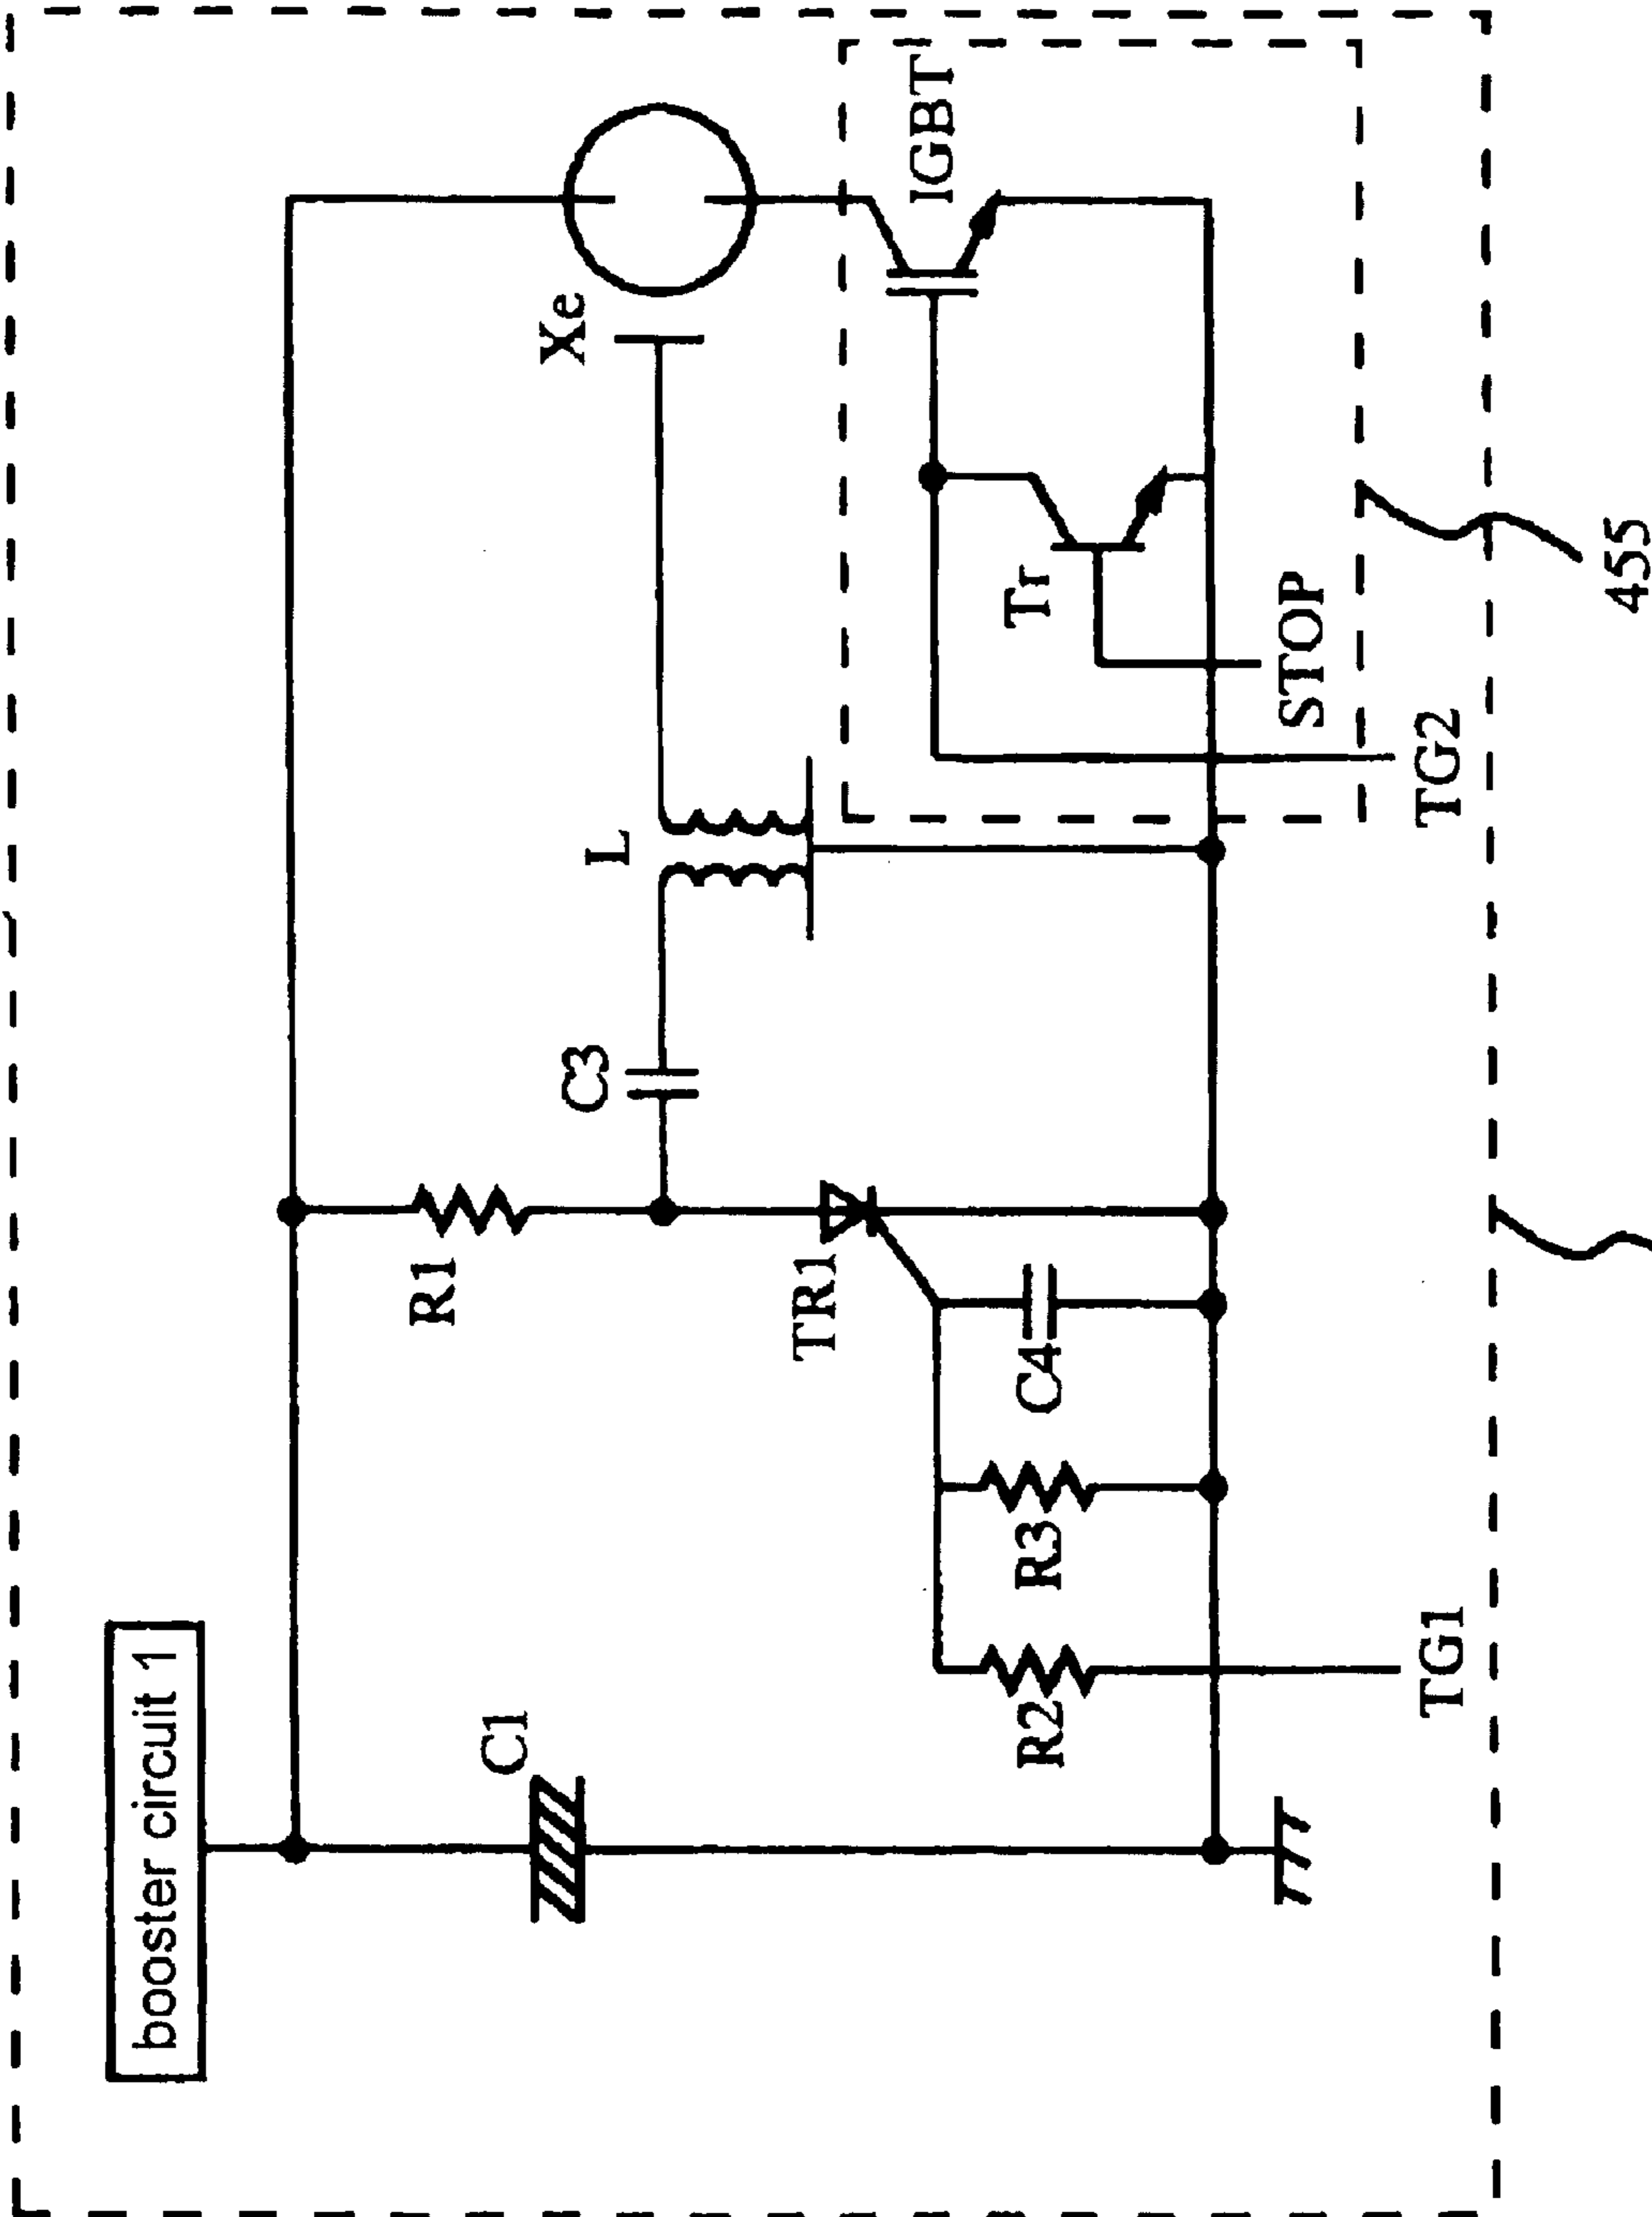 booster circuit 1
C1
R1
C3
L
Xe
TR1
IGBT
R2
R3
C4
Tr
STOP
TG1
TG2
455